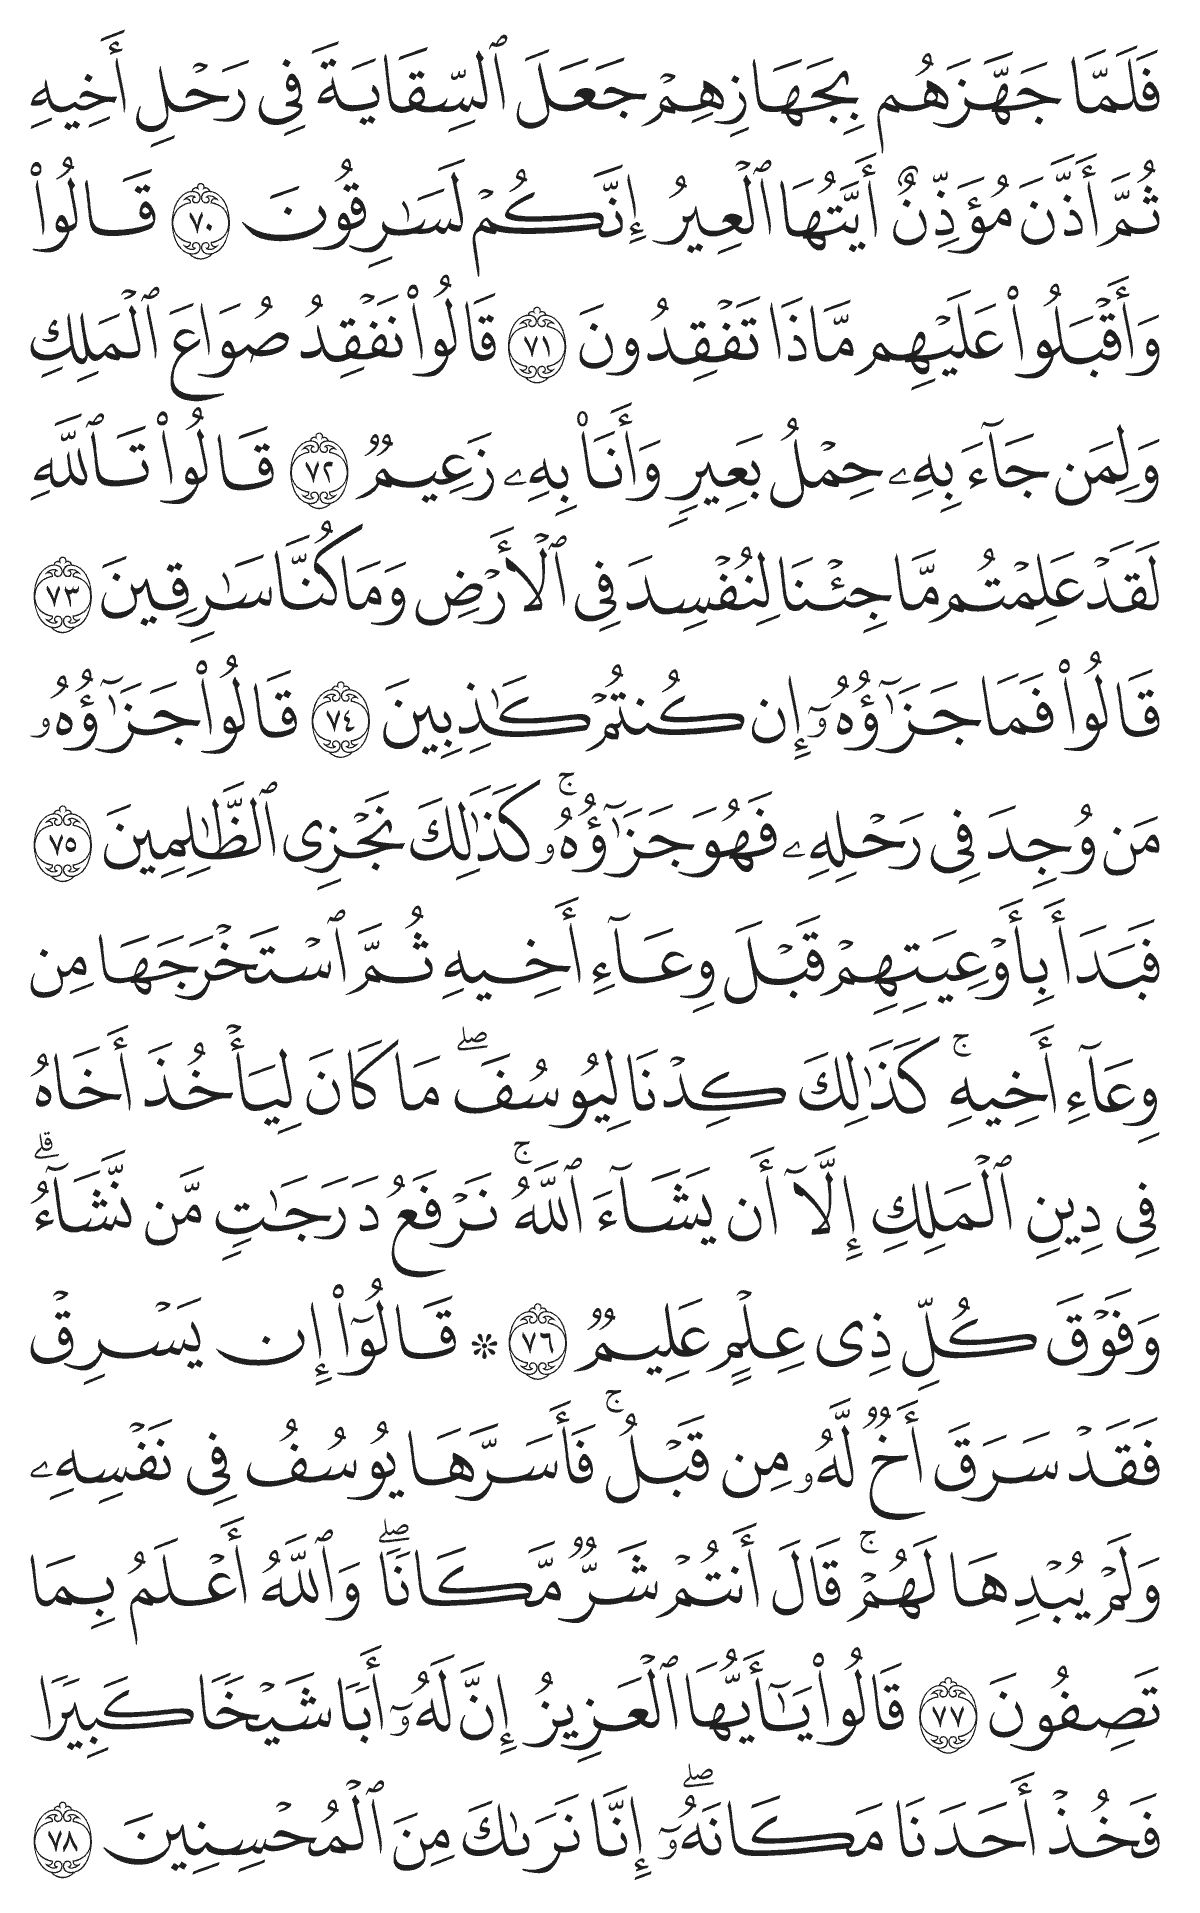 فَلَمَّا جَهَّزَهُم بِجَهَازِهِمْ جَعَلَ ٱلسِّقَايَةَ فِى رَحْلِ أَخِيهِ
ثُمَّ أَذَّنَ مُؤَذِّنٌ أَيَّتُهَا ٱلْعِيرُ إِنَّكُمْ لَسَـٰرِقُونَ ٧٠ قَالُوا۟
وَأَقْبَلُوا۟ عَلَيْهِم مَّاذَا تَفْقِدُونَ ٧١ قَالُوا۟ نَفْقِدُ صُوَاعَ ٱلْمَلِكِ
وَلِمَن جَآءَ بِهِۦ حِمْلُ بَعِيرٍ وَأَنَا۠ بِهِۦ زَعِيمٌ ٧٢ قَالُوا۟ تَٱللَّهِ
لَقَدْ عَلِمْتُم مَّا جِئْنَا لِنُفْسِدَ فِى ٱلْأَرْضِ وَمَا كُنَّا سَـٰرِقِينَ ٧٣
قَالُوا۟ فَمَا جَزَٰٓؤُهُۥٓ إِن كُنتُمْ كَـٰذِبِينَ ٧٤ قَالُوا۟ جَزَٰٓؤُهُۥ
مَن وُجِدَ فِى رَحْلِهِۦ فَهُوَ جَزَٰٓؤُهُۥ ۚ كَذَٰلِكَ نَجْزِى ٱلظَّـٰلِمِينَ ٧٥
فَبَدَأَ بِأَوْعِيَتِهِمْ قَبْلَ وِعَآءِ أَخِيهِ ثُمَّ ٱسْتَخْرَجَهَا مِن
وِعَآءِ أَخِيهِ ۚ كَذَٰلِكَ كِدْنَا لِيُوسُفَ ۖ مَا كَانَ لِيَأْخُذَ أَخَاهُ
فِى دِينِ ٱلْمَلِكِ إِلَّآ أَن يَشَآءَ ٱللَّهُ ۚ نَرْفَعُ دَرَجَـٰتٍ مَّن نَّشَآءُ ۗ
وَفَوْقَ كُلِّ ذِى عِلْمٍ عَلِيمٌ ٧٦ ۞ قَالُوٓا۟ إِن يَسْرِقْ
فَقَدْ سَرَقَ أَخٌ لَّهُۥ مِن قَبْلُ ۚ فَأَسَرَّهَا يُوسُفُ فِى نَفْسِهِۦ
وَلَمْ يُبْدِهَا لَهُمْ ۚ قَالَ أَنتُمْ شَرٌّ مَّكَانًا ۖ وَٱللَّهُ أَعْلَمُ بِمَا
تَصِفُونَ ٧٧ قَالُوا۟ يَـٰٓأَيُّهَا ٱلْعَزِيزُ إِنَّ لَهُۥٓ أَبًا شَيْخًا كَبِيرًا
فَخُذْ أَحَدَنَا مَكَانَهُۥٓ ۖ إِنَّا نَرَىٰكَ مِنَ ٱلْمُحْسِنِينَ ٧٨